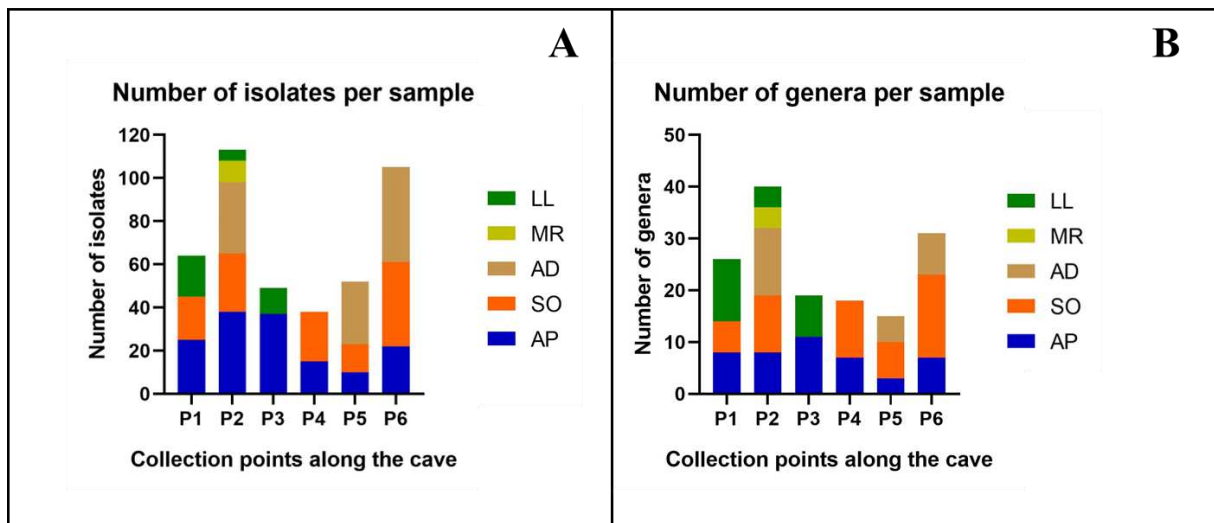 A
Number of isolates per sample
Number of isolates
120
100
80
60
40
20
0
P1 P2 P3 P4 P5 P6
Collection points along the cave
LL
MR
AD
SO
AP
B
Number of genera per sample
Number of genera
50
40
30
20
10
0
P1 P2 P3 P4 P5 P6
Collection points along the cave
LL
MR
AD
SO
AP